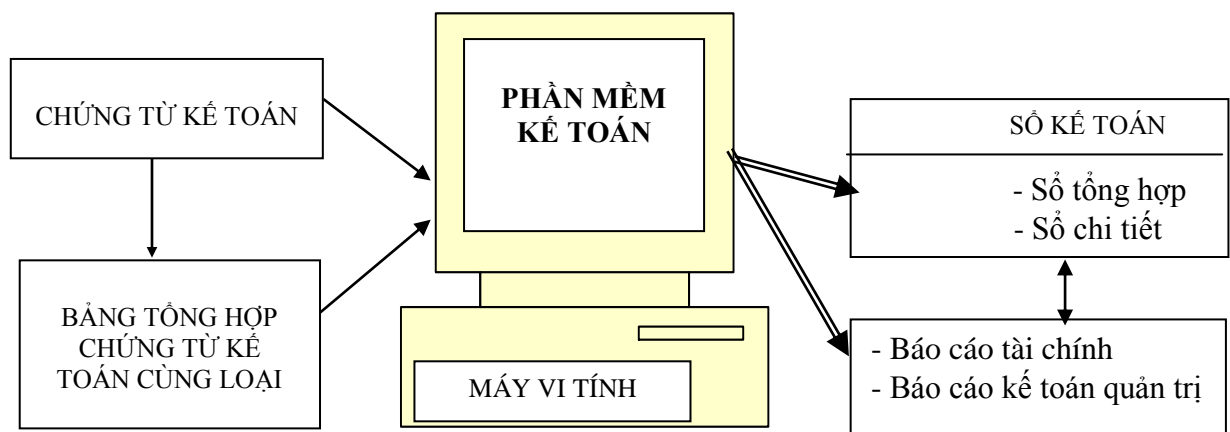 CHỨNG TỪ KẾ TOÁN
BẢNG TỔNG HỢP
CHỨNG TỪ KẾ
TOÁN CÙNG LOẠI
PHẦN MỀM
KẾ TOÁN
MÁY VI TÍNH
SỔ KẾ TOÁN
- Sổ tổng hợp
- Sổ chi tiết
- Báo cáo tài chính
- Báo cáo kế toán quản trị